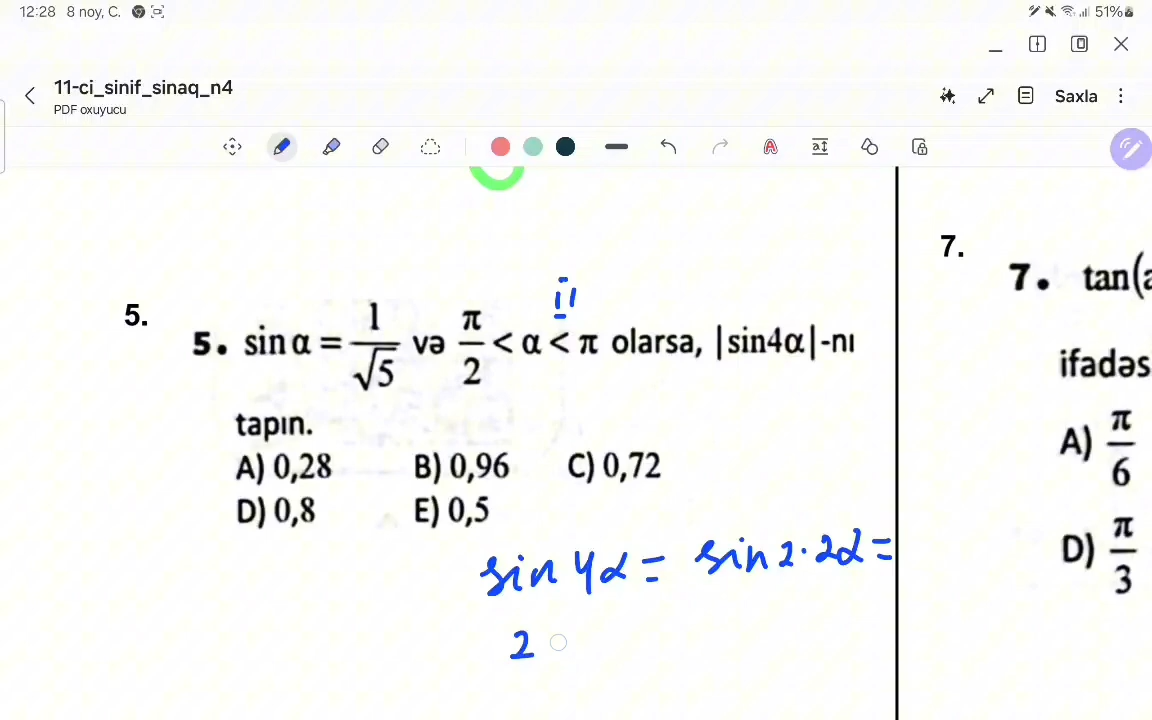 12:28 8 noy, C. 51%
11-ci_sinif_sinaq_n4
PDF oxuyucu
Saxla
5.
5. sin α = 1/√5 və π/2 < α < π olarsa, |sin4α|-nı
II
tapın.
A) 0,28 B) 0,96 C) 0,72
D) 0,8 E) 0,5
sin 4α = sin 2·2α =
2
7.
7. tan(
ifadəs
A) π/6
D) π/3